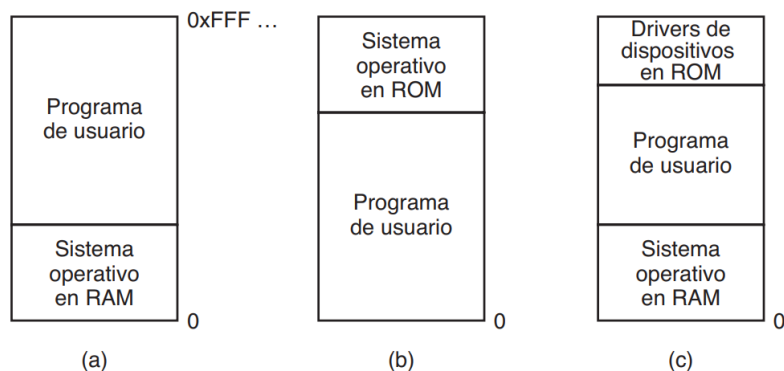 Programa
de usuario
Sistema
operativo
en RAM
0xFFF …
0
(a)
Sistema
operativo
en ROM
Programa
de usuario
0
(b)
Drivers de
dispositivos
en ROM
Programa
de usuario
Sistema
operativo
en RAM
0
(c)